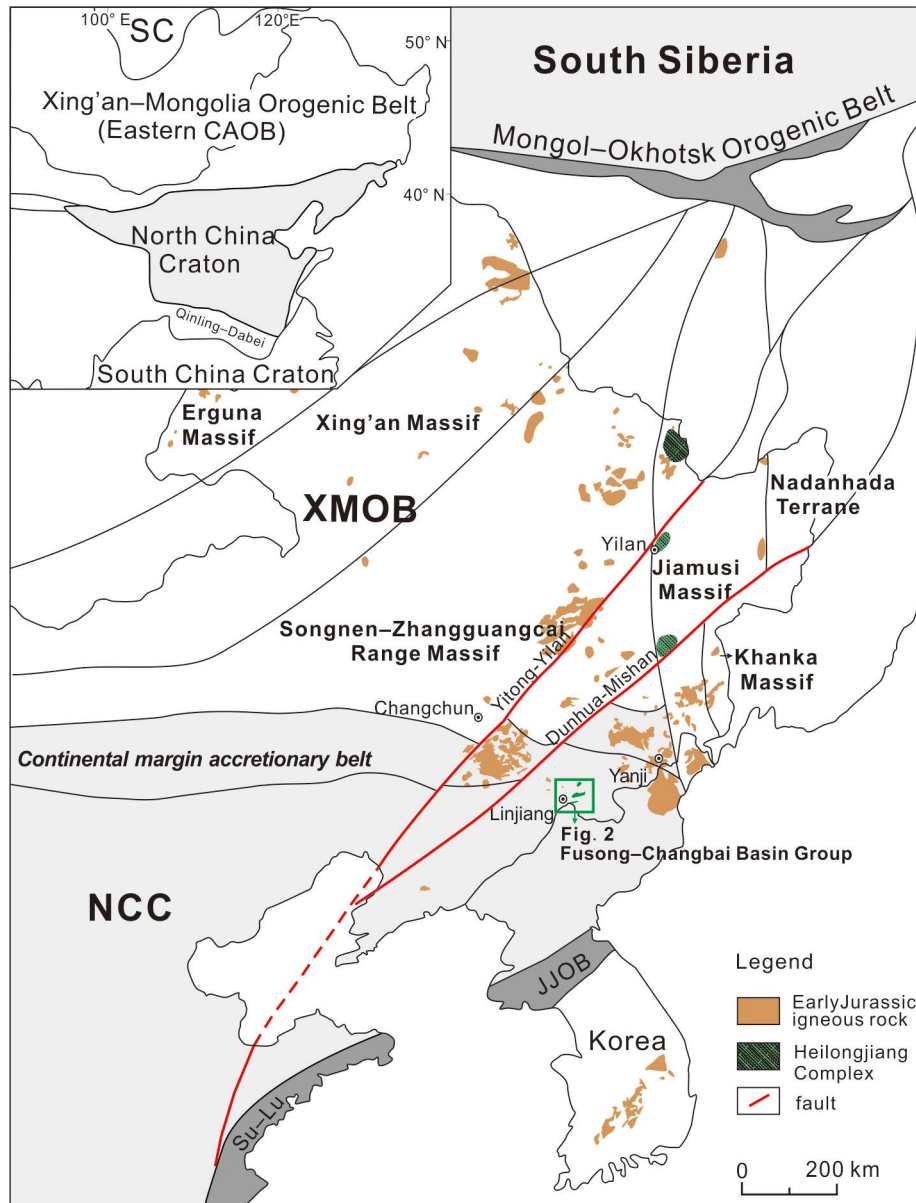 100° E
120°E
SC
50° N
Xing'an–Mongolia Orogenic Belt
(Eastern CAOB)
40° N
North China
Craton
Qinling–Dabei
South China Craton
South Siberia
Mongol–Okhotsk Orogenic Belt
Erguna
Massif
Xing'an Massif
XMOB
Nadanhada
Terrane
Yilan
Jiamusi
Massif
Songnen–Zhangguangcai
Range Massif
Yitong-Yilan
Dunhua-Mishan
Khanka
Massif
Changchun
Continental margin accretionary belt
Yanji
Linjiang
Fig. 2
Fusong–Changbai Basin Group
NCC
JJOB
Korea
Su–Lu
Legend
EarlyJurassic
igneous rock
Heilongjiang
Complex
fault
0 200 km